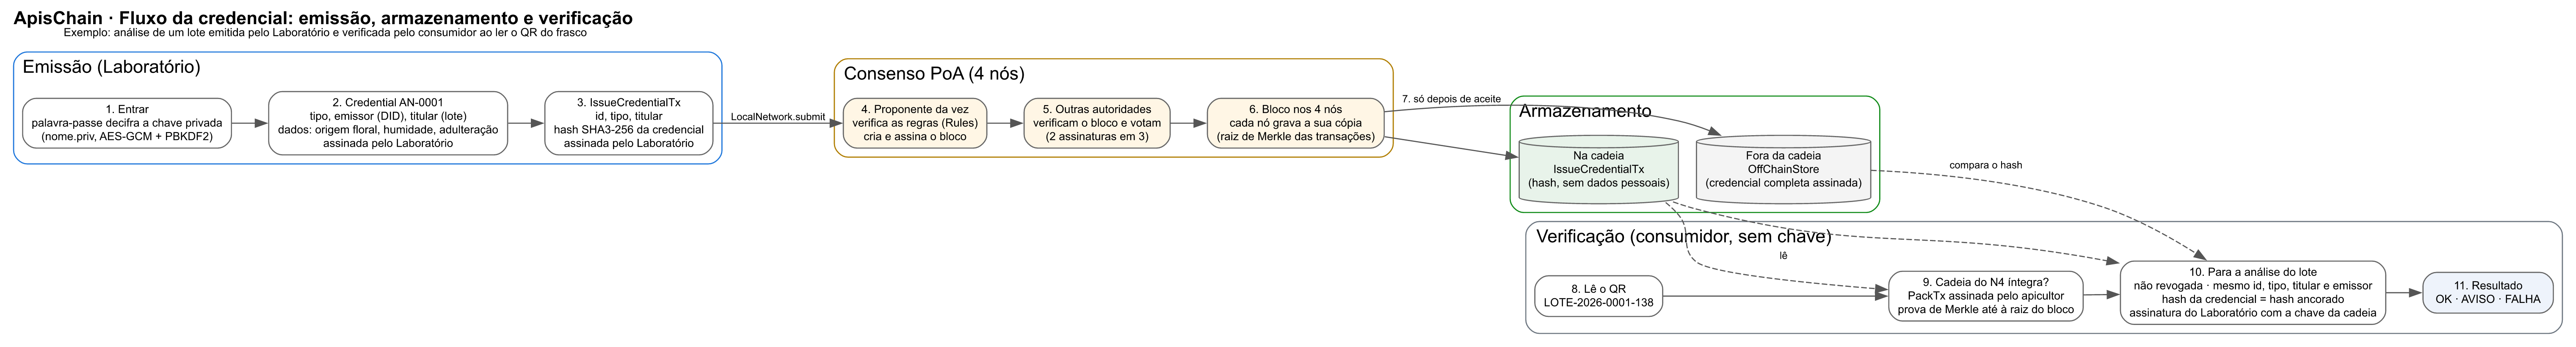 ApisChain · Fluxo da credencial: emissão, armazenamento e verificação
Exemplo: análise de um lote emitida pelo Laboratório e verificada pelo consumidor ao ler o QR do frasco
Emissão (Laboratório)
1. Entrar
palavra-passe decifra a chave privada
(nome.priv, AES-GCM + PBKDF2)
2. Credential AN-0001
tipo, emissor (DID), titular (lote)
dados: origem floral, humidade, adulteração
assinada pelo Laboratório
3. IssueCredentialTx
id, tipo, titular
hash SHA3-256 da credencial
assinada pelo Laboratório
LocalNetwork.submit
Consenso PoA (4 nós)
4. Proponente da vez
verifica as regras (Rules)
cria e assina o bloco
5. Outras autoridades
verificam o bloco e votam
(2 assinaturas em 3)
6. Bloco nos 4 nós
cada nó grava a sua cópia
(raiz de Merkle das transações)
7. só depois de aceite
Armazenamento
Na cadeia
IssueCredentialTx
(hash, sem dados pessoais)
Fora da cadeia
OffChainStore
(credencial completa assinada)
compara o hash
Verificação (consumidor, sem chave)
lê
8. Lê o QR
LOTE-2026-0001-138
9. Cadeia do N4 íntegra?
PackTx assinada pelo apicultor
prova de Merkle até à raiz do bloco
10. Para a análise do lote
não revogada · mesmo id, tipo, titular e emissor
hash da credencial = hash ancorado
assinatura do Laboratório com a chave da cadeia
11. Resultado
OK · AVISO · FALHA